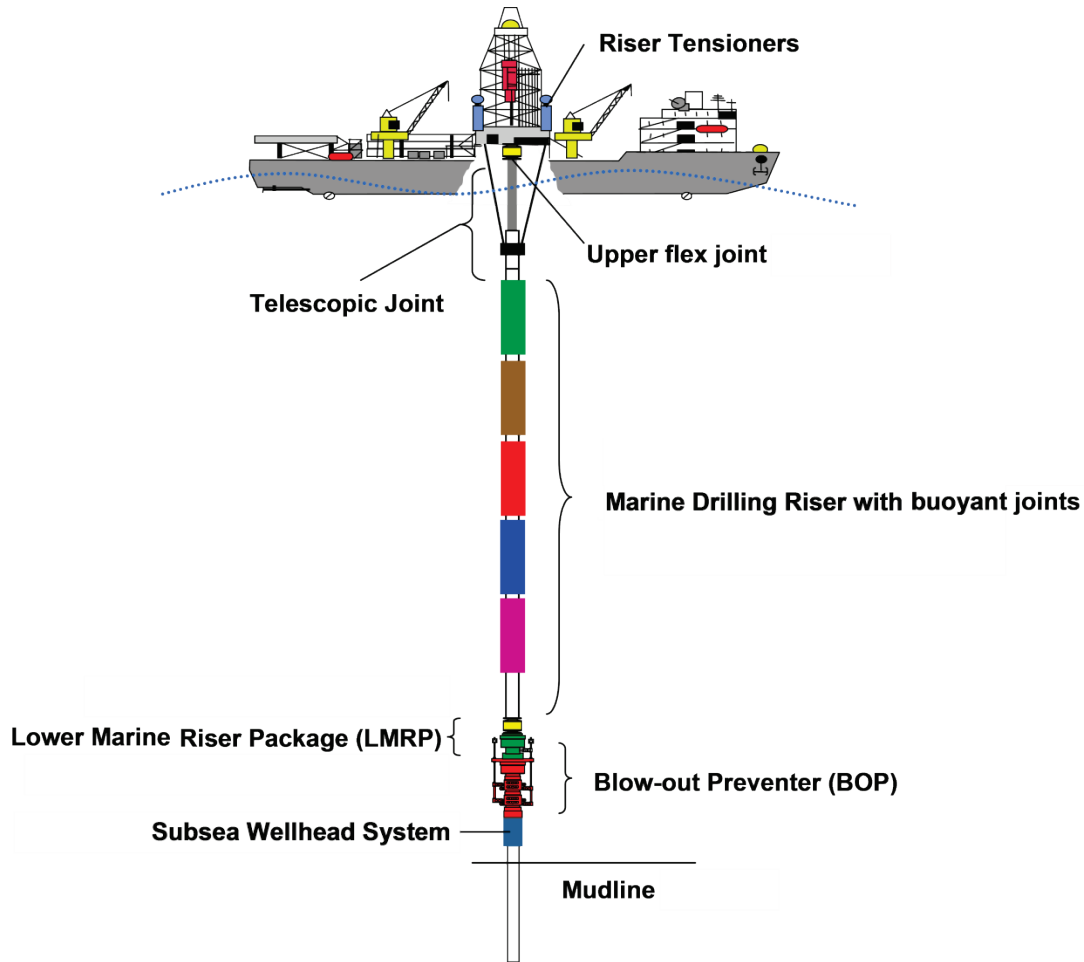 Riser Tensioners
Upper flex joint
Telescopic Joint
Marine Drilling Riser with buoyant joints
Lower Marine Riser Package (LMRP)
Blow-out Preventer (BOP)
Subsea Wellhead System
Mudline